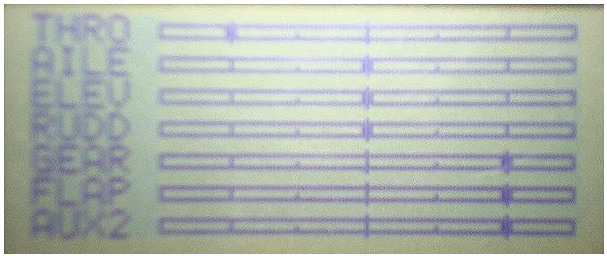 THRO
AILE
ELEV
RUDD
GEAR
FLAP
AUX2